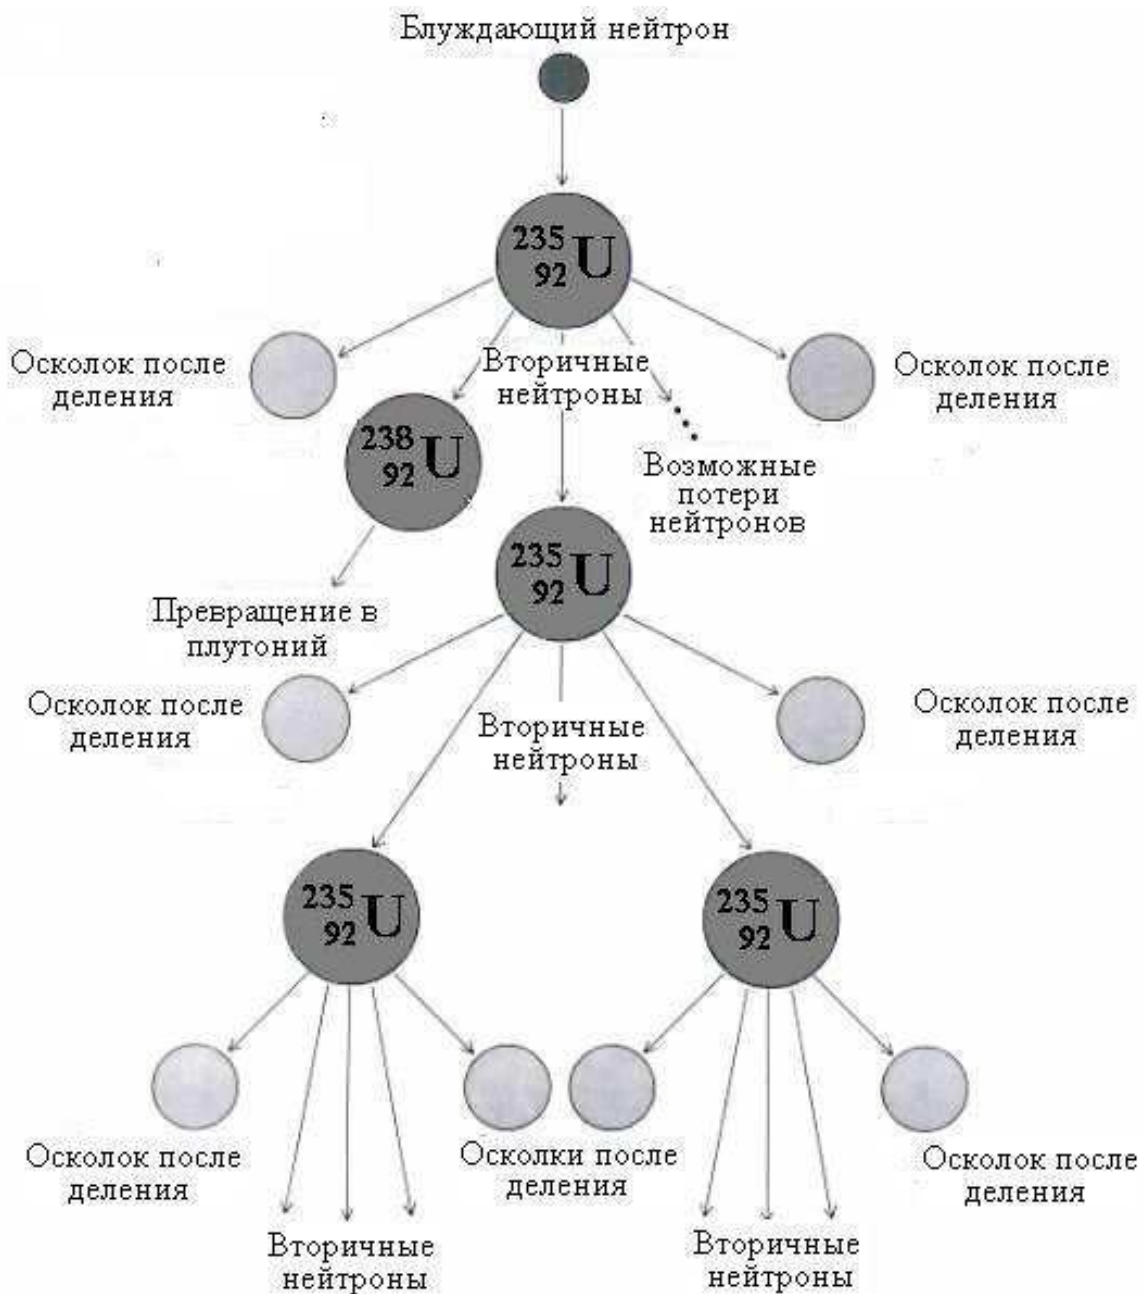 Блуждающий нейтрон
235
92 U
Осколок после
деления
Вторичные
нейтроны
Осколок после
деления
238
92 U
Возможные
потери
нейтронов
235
92 U
Превращение в
плутоний
Осколок после
деления
Вторичные
нейтроны
Осколок после
деления
235
92 U
235
92 U
Осколок после
деления
Осколки после
деления
Осколок после
деления
Вторичные
нейтроны
Вторичные
нейтроны